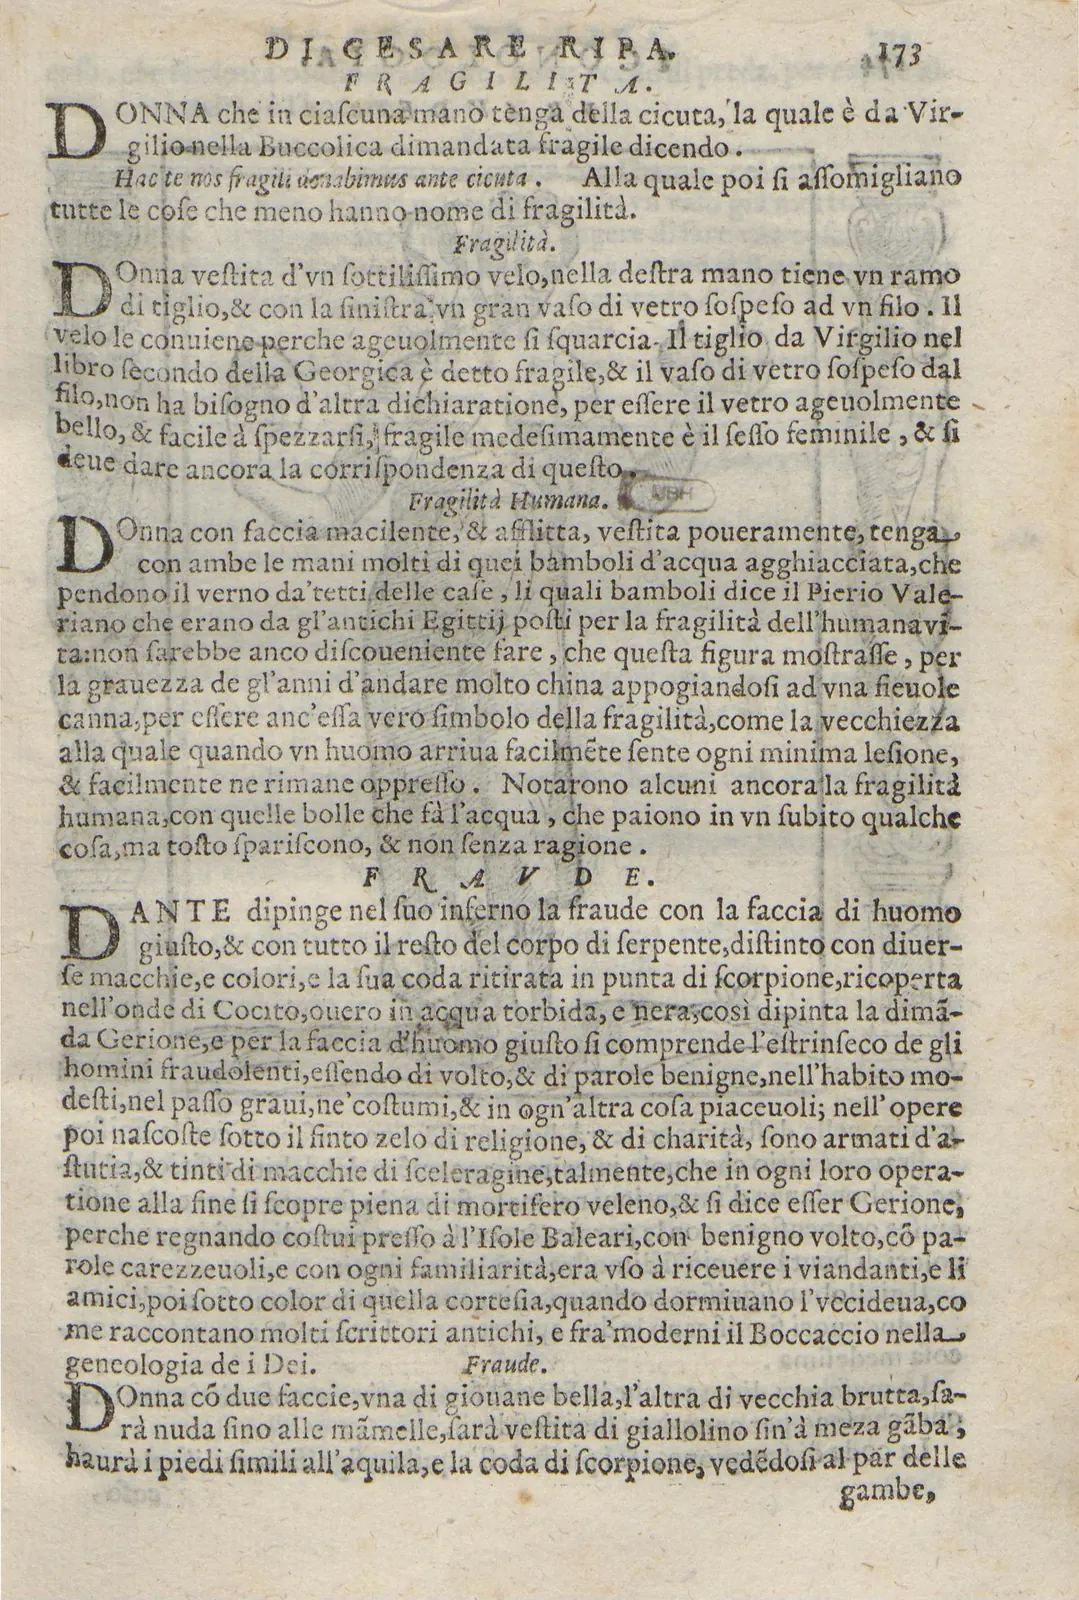 DI CESARE RIPA. 173
FRAGILITA.
DONNA che in ciaſcuna mano tenga della cicuta, la quale è da Vir-
gilio nella Buccolica dimandata fragile dicendo.
Hac te nos fragili donabimus ante cicuta. Alla quale poi ſi aſſomigliano
tutte le coſe che meno hanno nome di fragilità.
Fragilità.
DOnna veſtita d'vn ſottiliſſimo velo, nella deſtra mano tiene vn ramo
di tiglio, & con la ſiniſtra vn gran vaſo di vetro ſoſpeſo ad vn filo. Il
velo le conuiene perche ageuolmente ſi ſquarcia. Il tiglio da Virgilio nel
libro ſecondo della Georgica è detto fragile, & il vaſo di vetro ſoſpeſo dal
filo, non ha biſogno d'altra dichiaratione, per eſſere il vetro ageuolmente
bello, & facile à ſpezzarſi, fragile medeſimamente è il ſeſſo feminile, & ſi
deue dare ancora la corriſpondenza di queſto.
Fragilità Humana. UBH
DOnna con faccia macilente, & afflitta, veſtita poueramente, tenga
con ambe le mani molti di quei bamboli d'acqua agghiacciata, che
pendono il verno da' tetti delle caſe, li quali bamboli dice il Pierio Vale-
riano che erano da gl'antichi Egittij poſti per la fragilità dell'humana vi-
ta: non ſarebbe anco diſcoueniente fare, che queſta figura moſtraſſe, per
la grauezza de gl'anni d'andare molto china appogiandoſi ad vna fieuole
canna, per eſſere anc'eſſa vero ſimbolo della fragilità, come la vecchiezza
alla quale quando vn huomo arriua facilmẽte ſente ogni minima leſione,
& facilmente ne rimane oppreſſo. Notarono alcuni ancora la fragilità
humana, con quelle bolle che fà l'acqua, che paiono in vn ſubito qualche
coſa, ma toſto ſpariſcono, & non ſenza ragione.
FRAVDE.
DANTE dipinge nel ſuo inferno la fraude con la faccia di huomo
giuſto, & con tutto il reſto del corpo di ſerpente, diſtinto con diuer-
ſe macchie, e colori, e la ſua coda ritirata in punta di ſcorpione, ricoperta
nell'onde di Cocito, ouero in acqua torbida, e nera, così dipinta la dimã-
da Gerione, e per la faccia d'huomo giuſto ſi comprende l'eſtrinſeco de gli
homini fraudolenti, eſſendo di volto, & di parole benigne, nell'habito mo-
deſti, nel paſſo graui, ne' coſtumi, & in ogn'altra coſa piaceuoli; nell'opere
poi naſcoſte ſotto il finto zelo di religione, & di charità, ſono armati d'a-
ſtutia, & tinti di macchie di ſceleragine, talmente, che in ogni loro opera-
tione alla fine ſi ſcopre piena di mortifero veleno, & ſi dice eſſer Gerione,
perche regnando coſtui preſſo à l'Iſole Baleari, con benigno volto, cõ pa-
role carezzeuoli, e con ogni familiarità, era vſo à riceuere i viandanti, e li
amici, poi ſotto color di quella corteſia, quando dormiuano l'vccideua, co
me raccontano molti ſcrittori antichi, e fra' moderni il Boccaccio nella
geneologia de i Dei. Fraude.
DOnna cõ due faccie, vna di giouane bella, l'altra di vecchia brutta, ſa-
rà nuda ſino alle mãmelle, ſarà veſtita di giallolino ſin'à meza gãba,
haurà i piedi ſimili all'aquila, e la coda di ſcorpione, vedẽdoſi al par delle
gambe,